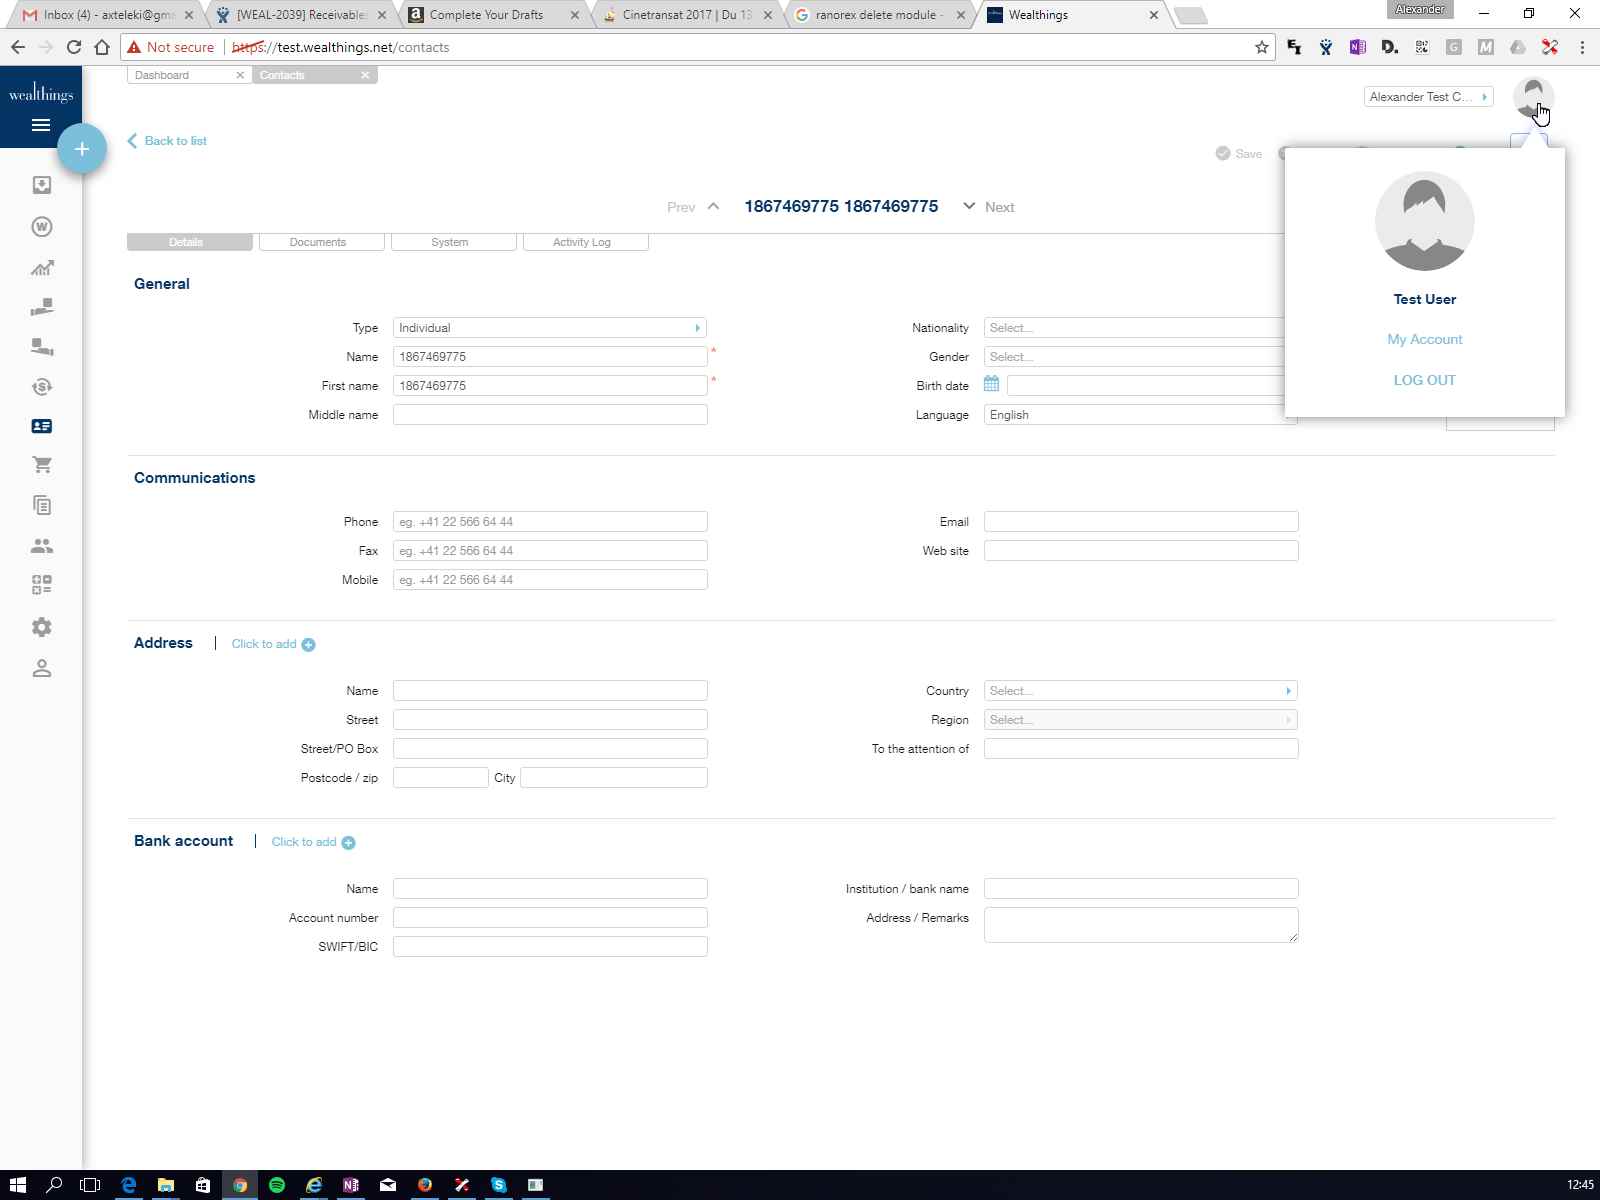 Inbox (4) - axteleki@gma
[WEAL-2039] Receivable
Complete Your Drafts
Cinetransat 2017 | Du 13
ranorex delete module -
Wealthings
Alexander
Not secure
https://test.wealthings.net/contacts
Dashboard
Contacts
wealthings
Alexander Test C...
Back to list
Save
Prev
1867469775 1867469775
Next
Details
Documents
System
Activity Log
General
Type
Individual
Nationality
Select...
Name
1867469775
*
Gender
Select...
First name
1867469775
*
Birth date
Middle name
Language
English
Test User
My Account
LOG OUT
Communications
Phone
eg. +41 22 566 64 44
Email
Fax
eg. +41 22 566 64 44
Web site
Mobile
eg. +41 22 566 64 44
Address
Click to add
Name
Country
Select...
Street
Region
Select...
Street/PO Box
To the attention of
Postcode / zip
City
Bank account
Click to add
Name
Institution / bank name
Account number
Address / Remarks
SWIFT/BIC
12:45